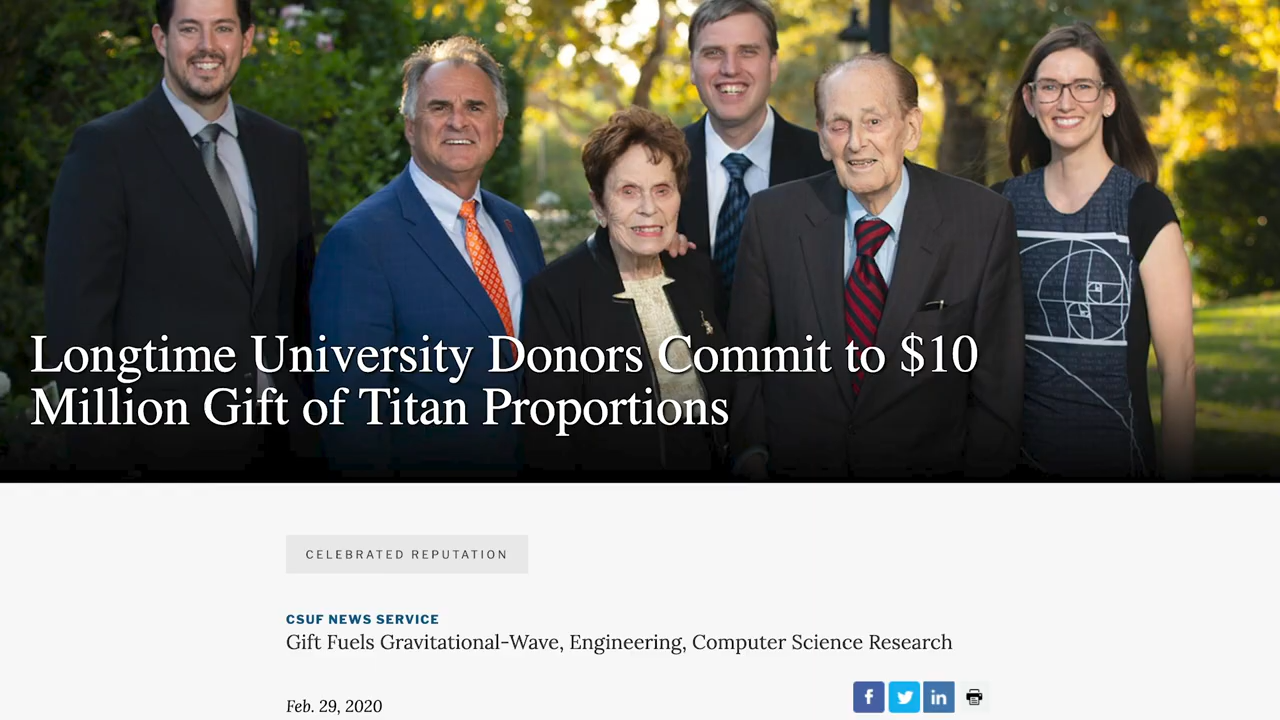 Longtime University Donors Commit to $10
Million Gift of Titan Proportions
CELEBRATED REPUTATION
CSUF NEWS SERVICE
Gift Fuels Gravitational-Wave, Engineering, Computer Science Research
Feb. 29, 2020